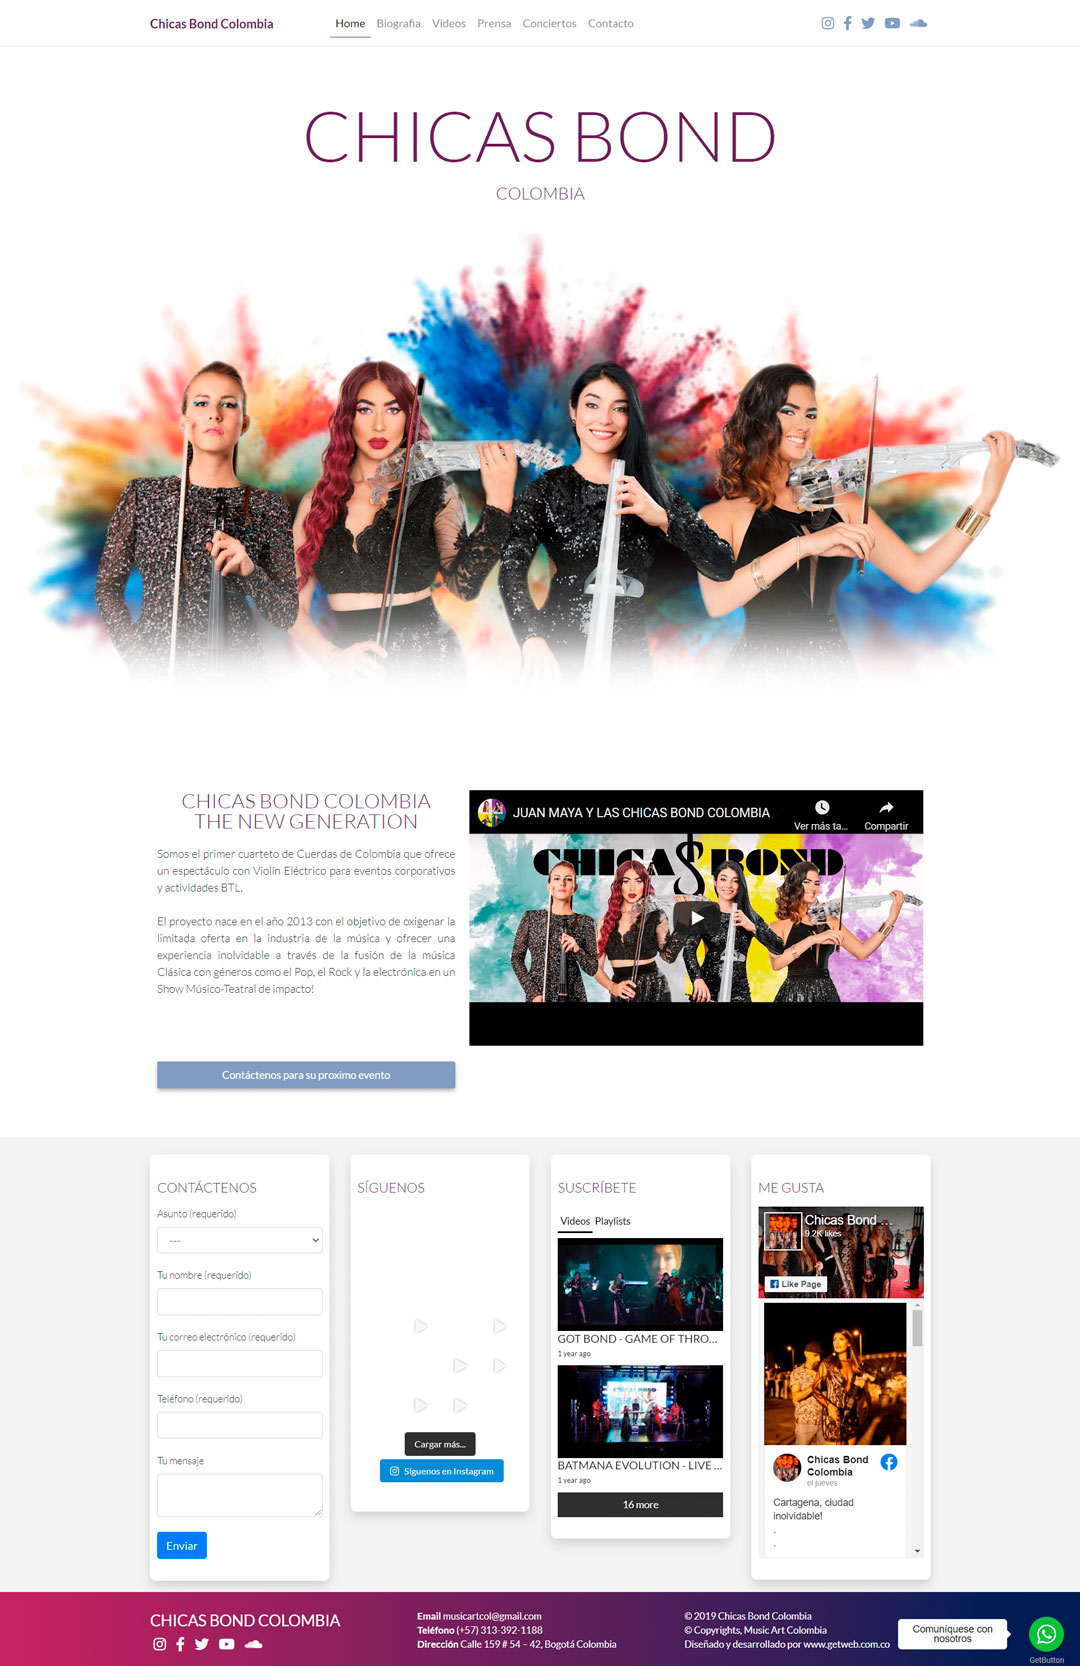 Chicas Bond Colombia
Home Biografia Videos Prensa Conciertos Contacto
CHICAS BOND
COLOMBIA
CHICAS BOND COLOMBIA
THE NEW GENERATION
Somos el primer cuarteto de Cuerdas de Colombia que ofrece
un espectáculo con Violín Eléctrico para eventos corporativos
y actividades BTL.
El proyecto nace en el año 2013 con el objetivo de oxigenar la
limitada oferta en la industria de la música y ofrecer una
experiencia inolvidable a través de la fusión de la música
Clásica con géneros como el Pop, el Rock y la electrónica en un
Show Músico-Teatral de impacto!
Contáctenos para su proximo evento
JUAN MAYA Y LAS CHICAS BOND COLOMBIA
Ver más ta...
Compartir
CHICAS BOND
CONTÁCTENOS
Asunto (requerido)
---
Tu nombre (requerido)
Tu correo electrónico (requerido)
Teléfono (requerido)
Tu mensaje
Enviar
SÍGUENOS
Cargar más...
Síguenos en Instagram
SUSCRÍBETE
Videos Playlists
GOT BOND - GAME OF THRO...
1 year ago
CHICAS BOND
BATMANA EVOLUTION - LIVE ...
1 year ago
16 more
ME GUSTA
Chicas Bond ...
9.2K likes
Like Page
Chicas Bond
Colombia
el jueves
Cartagena, ciudad
inolvidable!
.
.
CHICAS BOND COLOMBIA
Email musicartcol@gmail.com
Teléfono (+57) 313-392-1188
Dirección Calle 159 # 54 – 42, Bogotá Colombia
© 2019 Chicas Bond Colombia
© Copyrights, Music Art Colombia
Diseñado y desarrollado por www.getweb.com.co
Comuníquese con
nosotros
GetButton